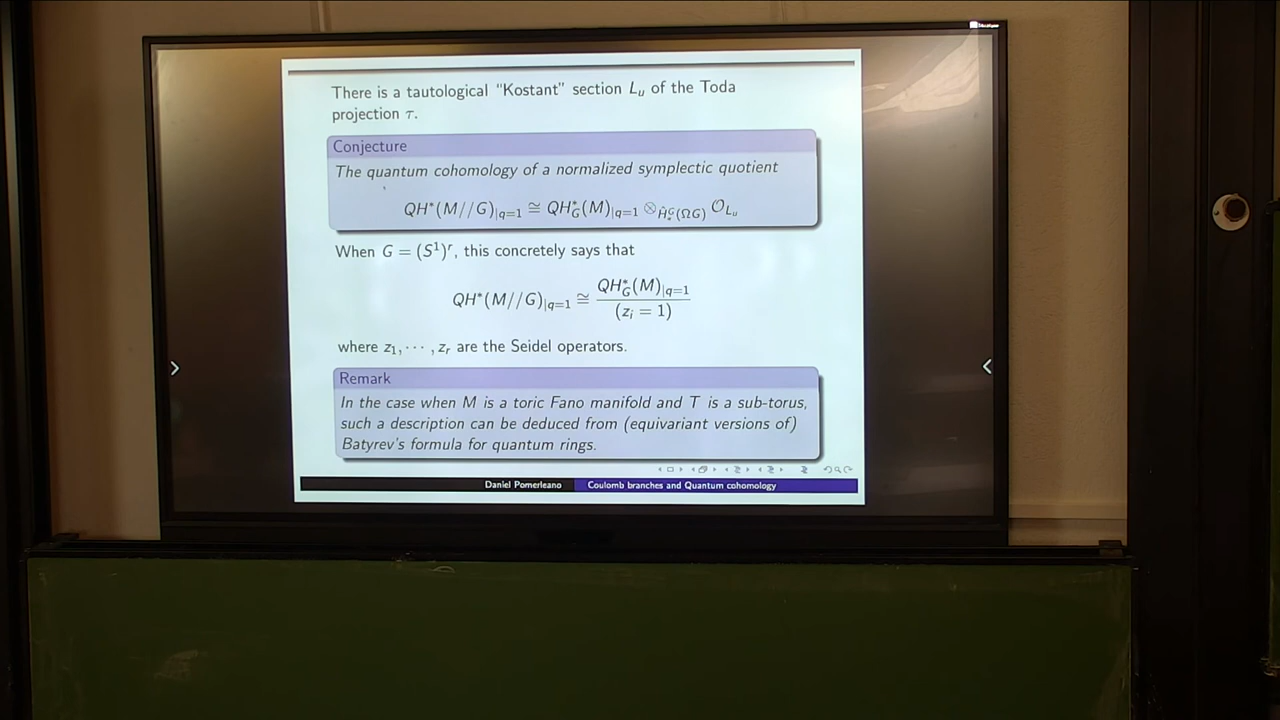 There is a tautological “Kostant” section L_u of the Toda
projection τ.
Conjecture
The quantum cohomology of a normalized symplectic quotient
QH*(M//G)_{|q=1} ≅ QH*_G(M)_{|q=1} ⊗_{Ĥ^G_*(ΩG)} O_{L_u}
When G = (S¹)^r, this concretely says that
QH*(M//G)_{|q=1} ≅ QH*_G(M)_{|q=1} / (z_i = 1)
where z_1, ⋯ , z_r are the Seidel operators.
Remark
In the case when M is a toric Fano manifold and T is a sub-torus,
such a description can be deduced from (equivariant versions of)
Batyrev’s formula for quantum rings.
Daniel Pomerleano Coulomb branches and Quantum cohomology